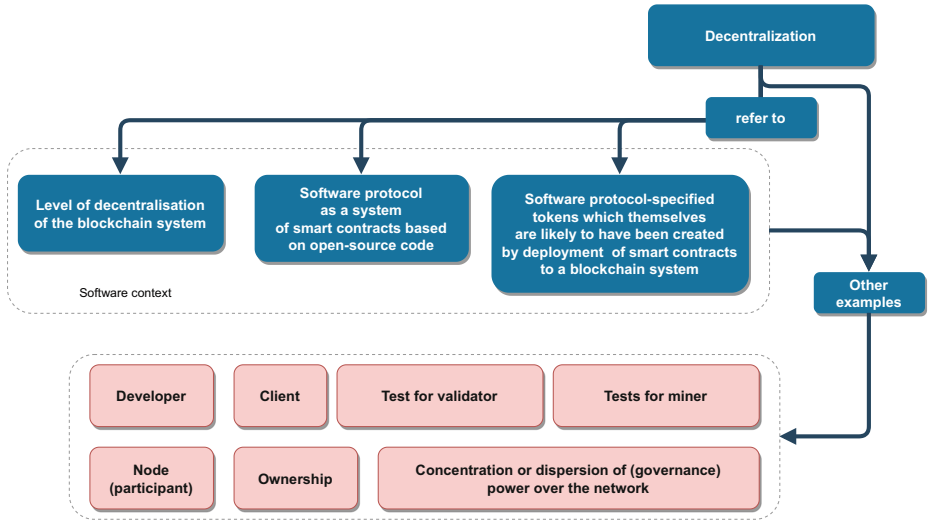 Decentralization
refer to
Level of decentralisation
of the blockchain system
Software protocol
as a system
of smart contracts based
on open-source code
Software protocol-specified
tokens which themselves
are likely to have been created
by deployment of smart contracts
to a blockchain system
Software context
Other
examples
Developer
Client
Test for validator
Tests for miner
Node
(participant)
Ownership
Concentration or dispersion of (governance)
power over the network